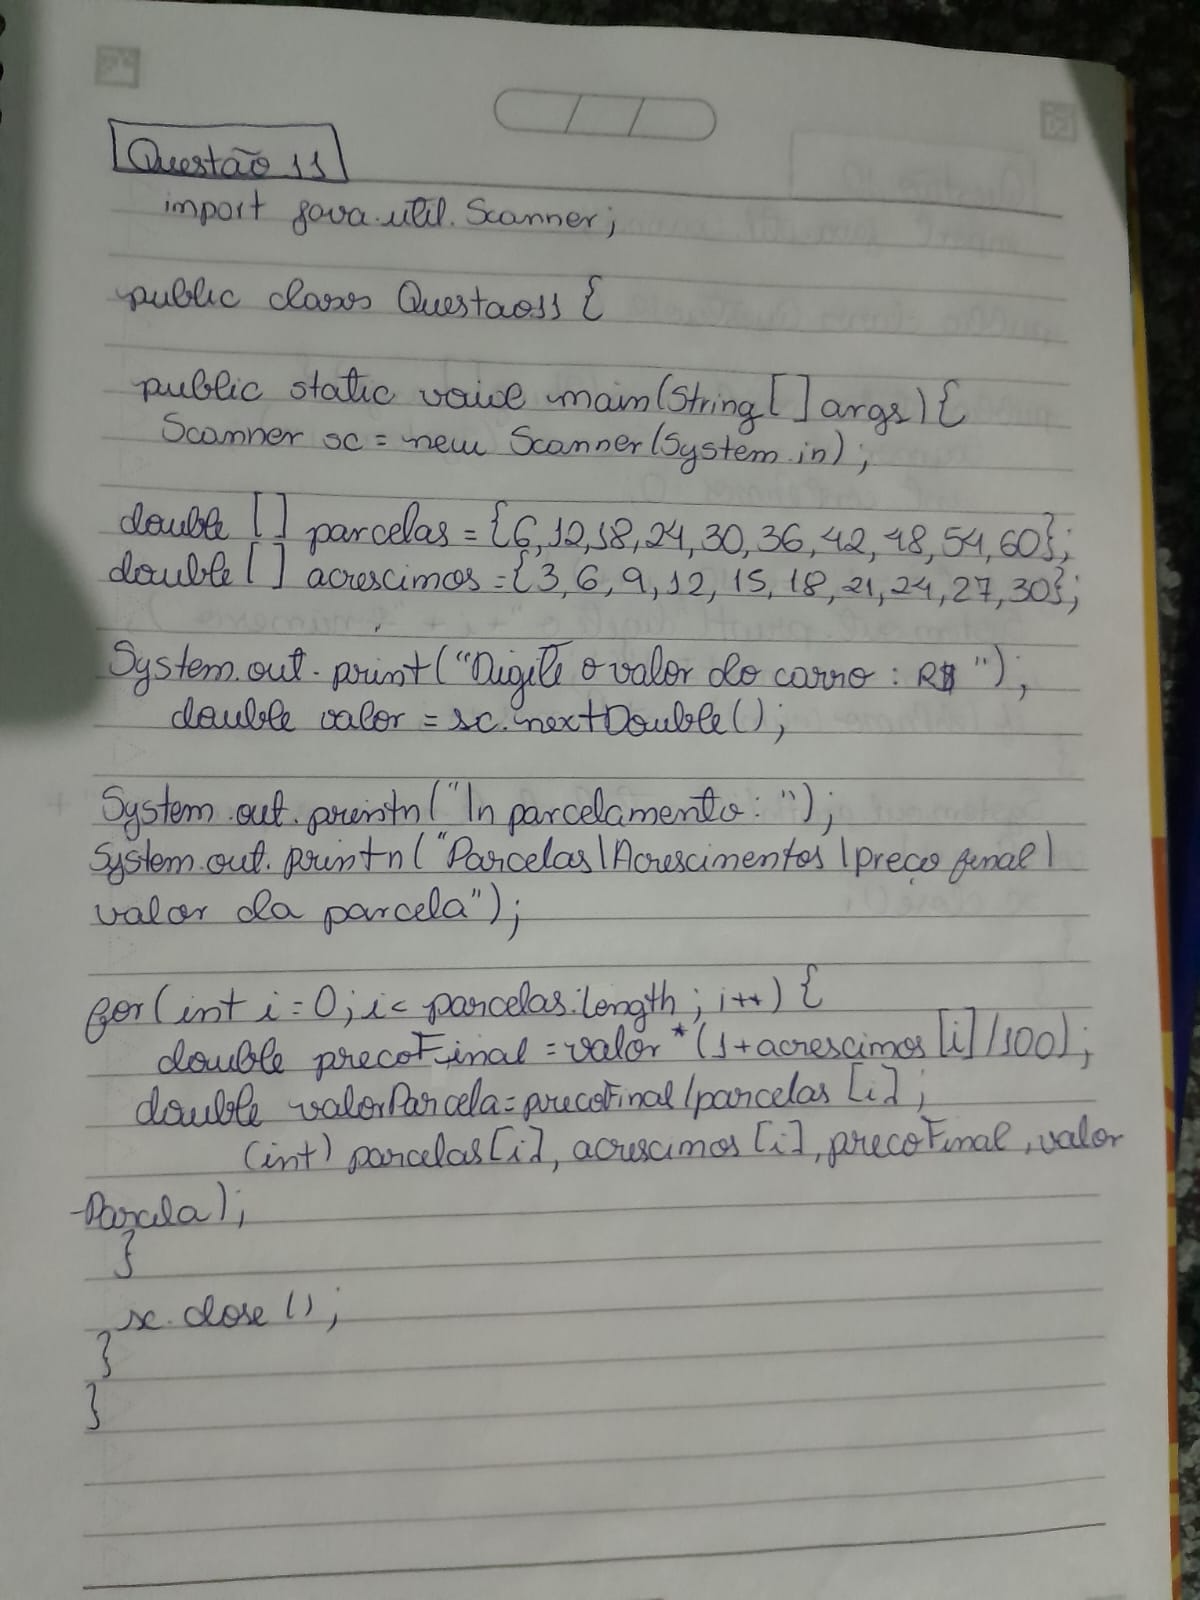 Questão 11
import java.util.Scanner;
public class Questao11 {
public static void main(String[] args){
Scanner sc = new Scanner(System.in);
double [] parcelas = {6,12,18,24,30,36,42,48,54,60};
double [] acrescimos = {3, 6, 9, 12, 15, 18, 21, 24, 27, 30};
System.out.print("Digite o valor do carro : R$ ");
double valor = sc.nextDouble();
System.out.println("\n parcelamento : ");
System.out.println("Parcelas|Acrescimentos|preço final|
valor da parcela");
for(int i = 0; i < parcelas.length; i++) {
double precoFinal = valor * (1+acrescimos[i]/100);
double valorParcela = precoFinal/parcelas [i];
(int) parcelas[i], acrescimos [i], precoFinal, valor
-Parcela);
}
sc.close();
}
}